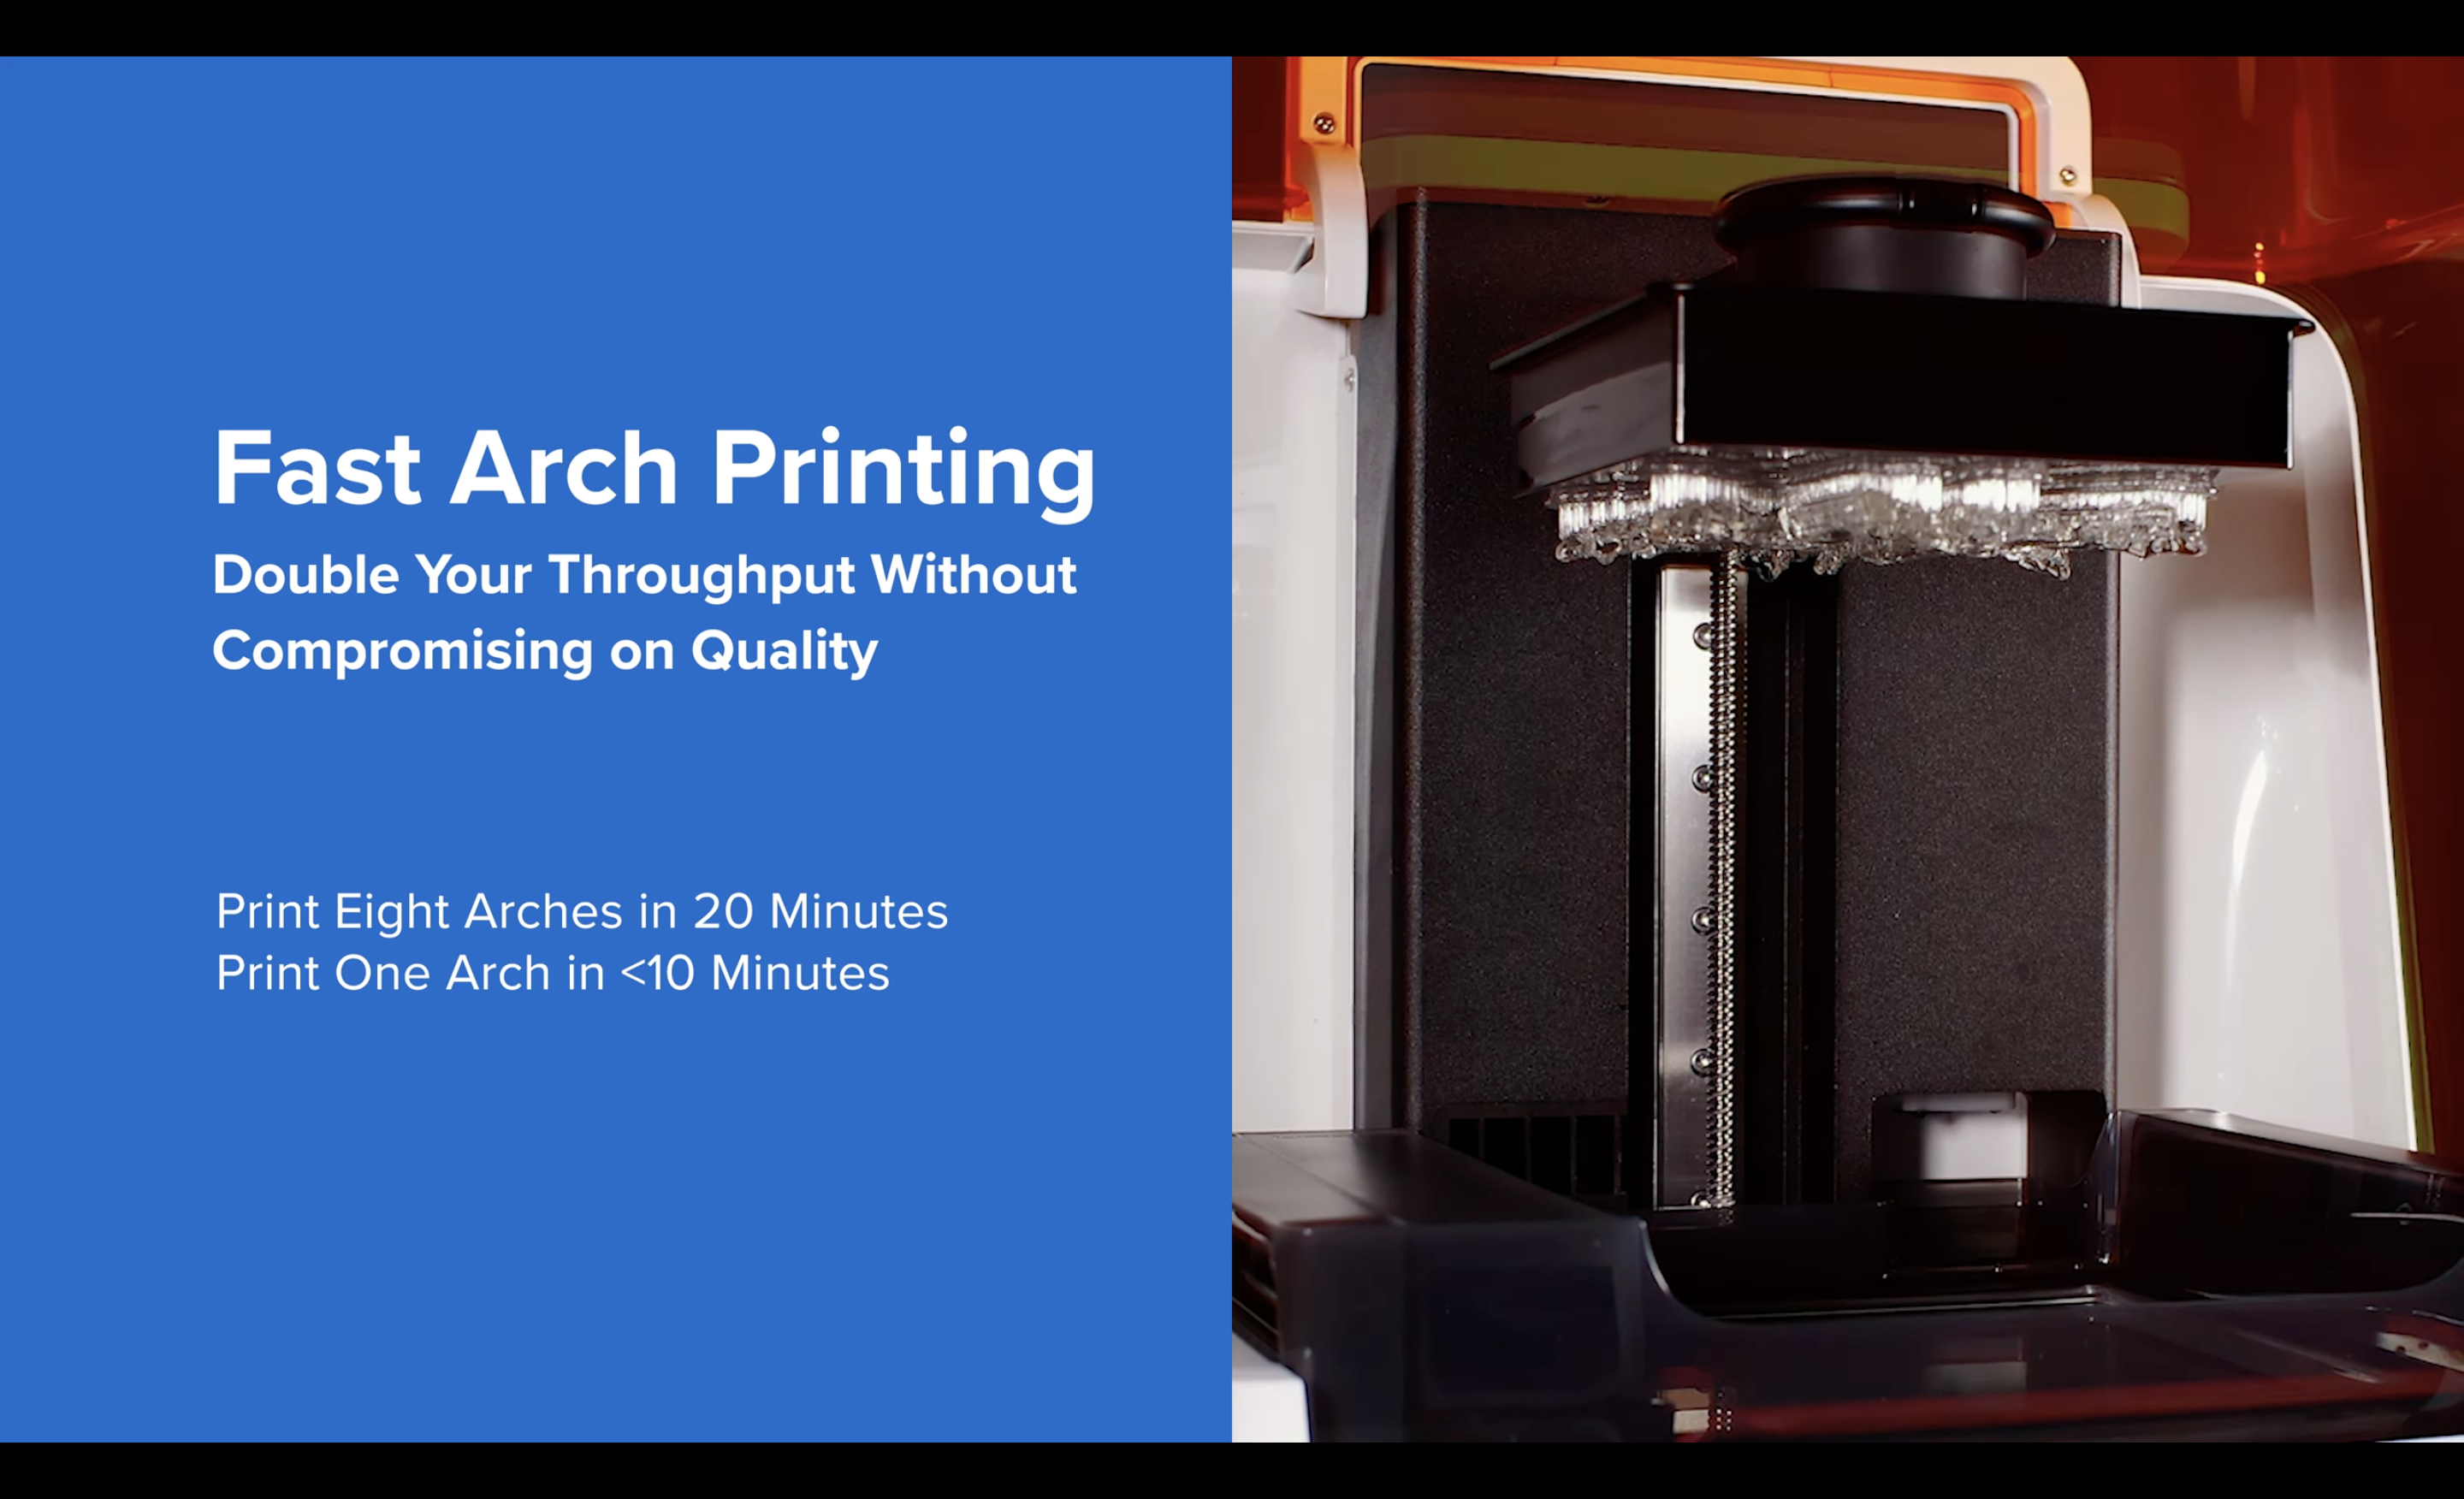 Fast Arch Printing
Double Your Throughput Without
Compromising on Quality
Print Eight Arches in 20 Minutes
Print One Arch in <10 Minutes